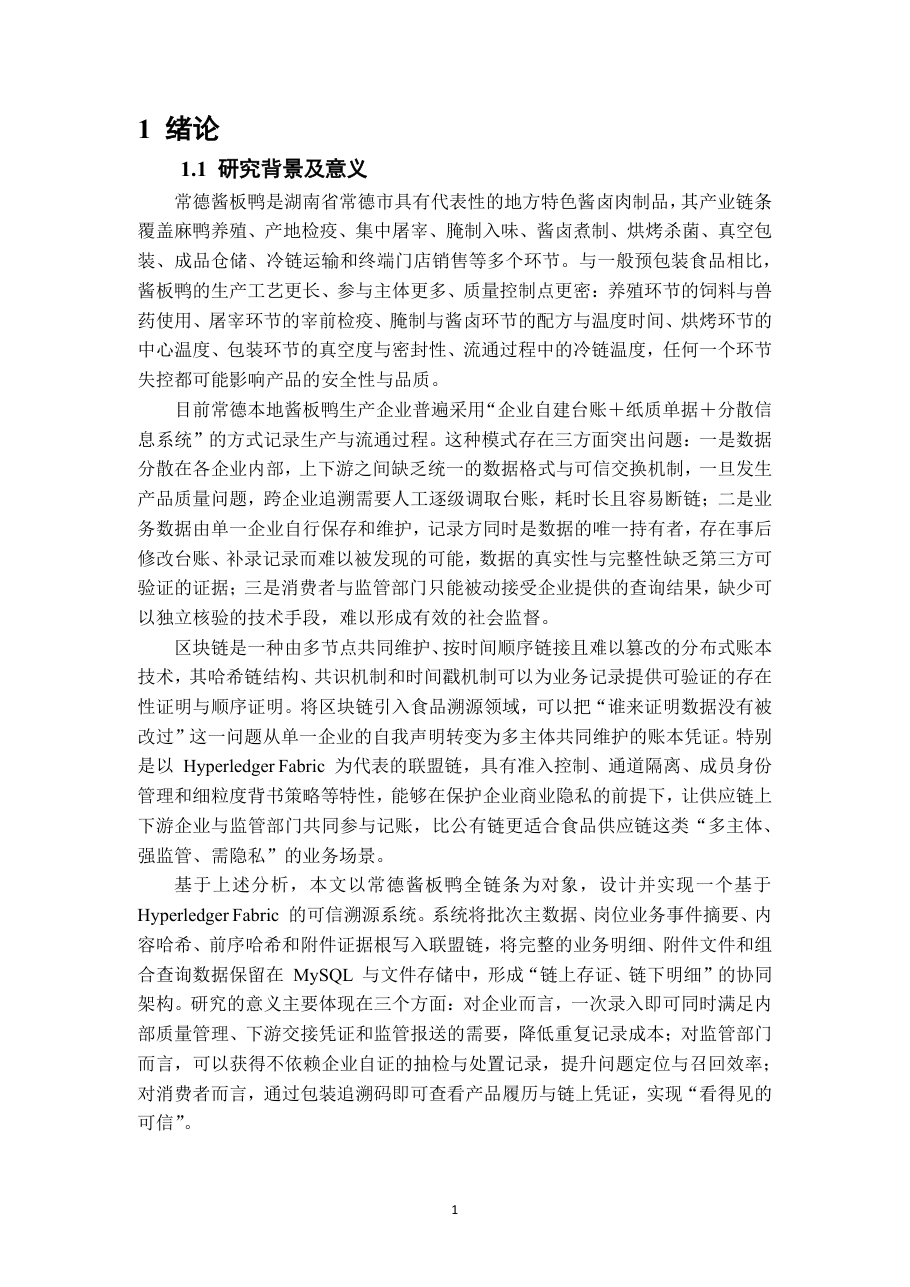 1 绪论
1.1 研究背景及意义
常德酱板鸭是湖南省常德市具有代表性的地方特色酱卤肉制品，其产业链条
覆盖麻鸭养殖、产地检疫、集中屠宰、腌制入味、酱卤煮制、烘烤杀菌、真空包
装、成品仓储、冷链运输和终端门店销售等多个环节。与一般预包装食品相比，
酱板鸭的生产工艺更长、参与主体更多、质量控制点更密：养殖环节的饲料与兽
药使用、屠宰环节的宰前检疫、腌制与酱卤环节的配方与温度时间、烘烤环节的
中心温度、包装环节的真空度与密封性、流通过程中的冷链温度，任何一个环节
失控都可能影响产品的安全性与品质。
目前常德本地酱板鸭生产企业普遍采用“企业自建台账＋纸质单据＋分散信
息系统”的方式记录生产与流通过程。这种模式存在三方面突出问题：一是数据
分散在各企业内部，上下游之间缺乏统一的数据格式与可信交换机制，一旦发生
产品质量问题，跨企业追溯需要人工逐级调取台账，耗时长且容易断链；二是业
务数据由单一企业自行保存和维护，记录方同时是数据的唯一持有者，存在事后
修改台账、补录记录而难以被发现的可能，数据的真实性与完整性缺乏第三方可
验证的证据；三是消费者与监管部门只能被动接受企业提供的查询结果，缺少可
以独立核验的技术手段，难以形成有效的社会监督。
区块链是一种由多节点共同维护、按时间顺序链接且难以篡改的分布式账本
技术，其哈希链结构、共识机制和时间戳机制可以为业务记录提供可验证的存在
性证明与顺序证明。将区块链引入食品溯源领域，可以把“谁来证明数据没有被
改过”这一问题从单一企业的自我声明转变为多主体共同维护的账本凭证。特别
是以 Hyperledger Fabric 为代表的联盟链，具有准入控制、通道隔离、成员身份
管理和细粒度背书策略等特性，能够在保护企业商业隐私的前提下，让供应链上
下游企业与监管部门共同参与记账，比公有链更适合食品供应链这类“多主体、
强监管、需隐私”的业务场景。
基于上述分析，本文以常德酱板鸭全链条为对象，设计并实现一个基于
Hyperledger Fabric 的可信溯源系统。系统将批次主数据、岗位业务事件摘要、内
容哈希、前序哈希和附件证据根写入联盟链，将完整的业务明细、附件文件和组
合查询数据保留在 MySQL 与文件存储中，形成“链上存证、链下明细”的协同
架构。研究的意义主要体现在三个方面：对企业而言，一次录入即可同时满足内
部质量管理、下游交接凭证和监管报送的需要，降低重复记录成本；对监管部门
而言，可以获得不依赖企业自证的抽检与处置记录，提升问题定位与召回效率；
对消费者而言，通过包装追溯码即可查看产品履历与链上凭证，实现“看得见的
可信”。
1